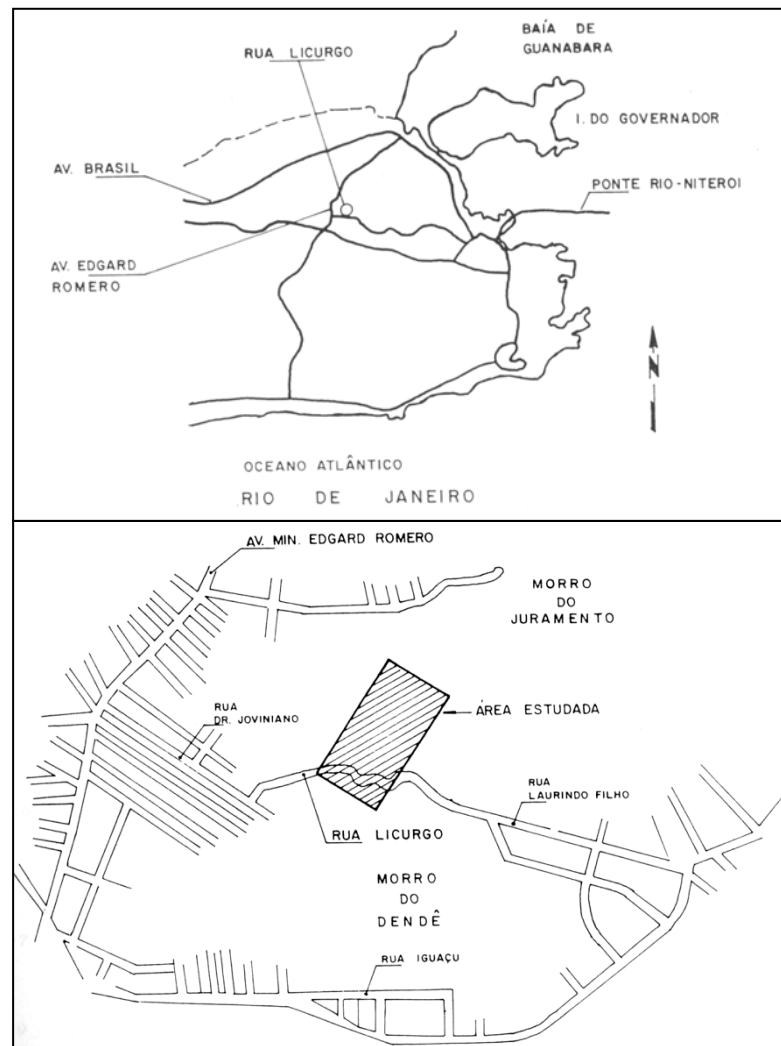 BAÍA DE
GUANABARA
RUA LICURGO
I. DO GOVERNADOR
AV. BRASIL
PONTE RIO-NITEROI
AV. EDGARD
ROMERO
N
OCEANO ATLÂNTICO
RIO DE JANEIRO
AV. MIN. EDGARD ROMERO
MORRO
DO
JURAMENTO
RUA
DR. JOVINIANO
ÁREA ESTUDADA
RUA
LAURINDO FILHO
RUA LICURGO
MORRO
DO
DENDÊ
RUA IGUAÇU